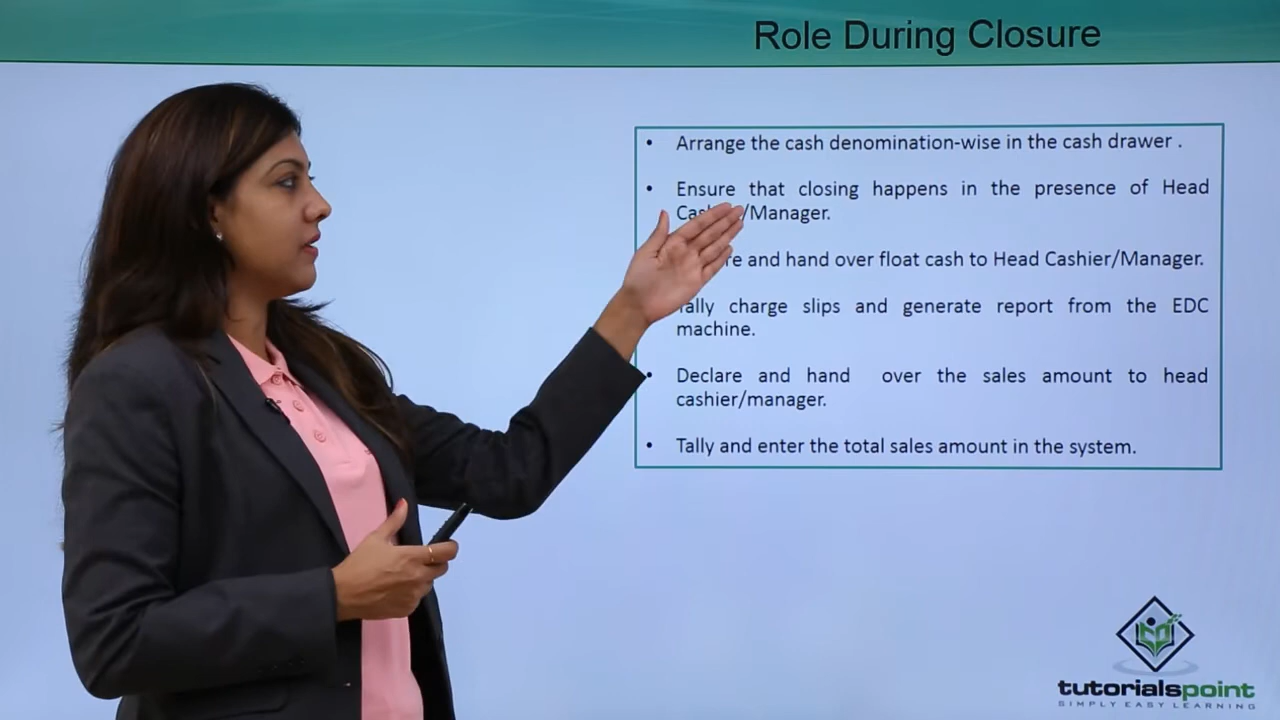 Role During Closure
• Arrange the cash denomination-wise in the cash drawer .
• Ensure that closing happens in the presence of Head
/Manager.
and hand over float cash to Head Cashier/Manager.
Tally charge slips and generate report from the EDC
machine.
• Declare and hand over the sales amount to head
cashier/manager.
• Tally and enter the total sales amount in the system.
tutorialspoint
SIMPLY EASY LEARNING